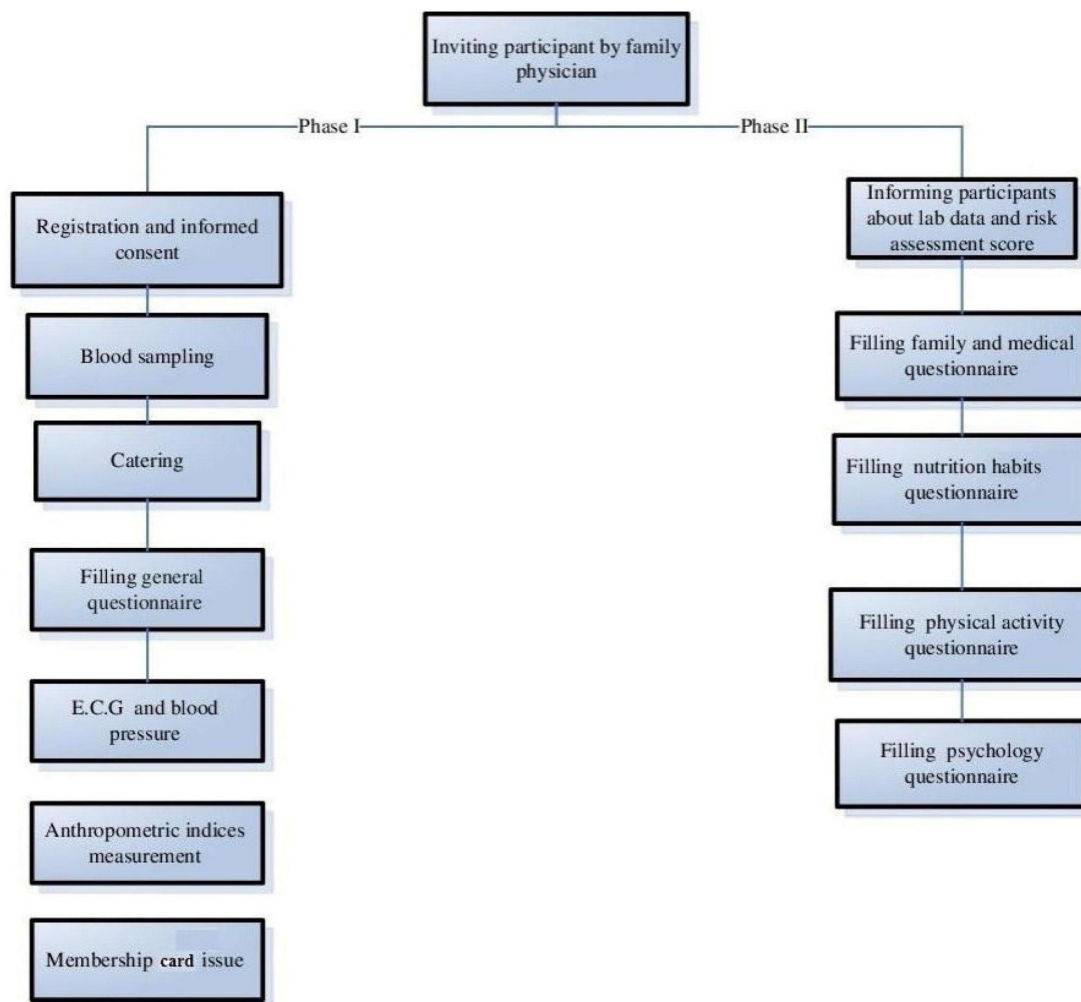 Inviting participant by family
physician
Phase I
Phase II
Registration and informed
consent
Blood sampling
Catering
Filling general
questionnaire
E.C.G and blood
pressure
Anthropometric indices
measurement
Membership card issue
Informing participants
about lab data and risk
assessment score
Filling family and medical
questionnaire
Filling nutrition habits
questionnaire
Filling physical activity
questionnaire
Filling psychology
questionnaire